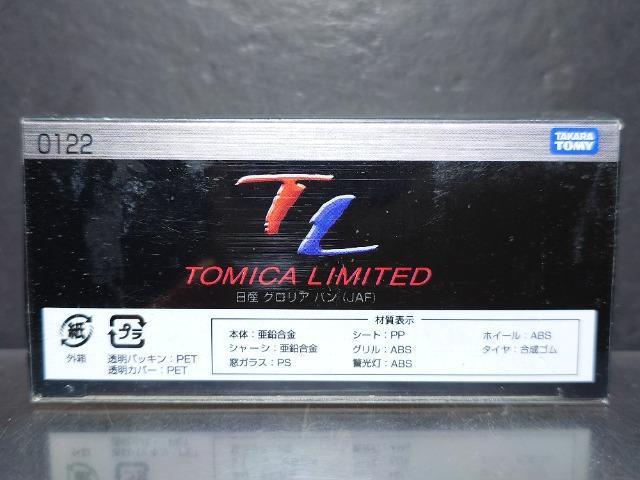 0122
TAKARA
TOMY
TL
TOMICA LIMITED
日産 グロリア バン (JAF)
材質表示
本体:亜鉛合金 シート:PP ホイール:ABS
シャーシ:亜鉛合金 グリル:ABS タイヤ:合成ゴム
窓ガラス:PS 警光灯:ABS
紙
外箱
プラ
透明パッキン:PET
透明カバー:PET